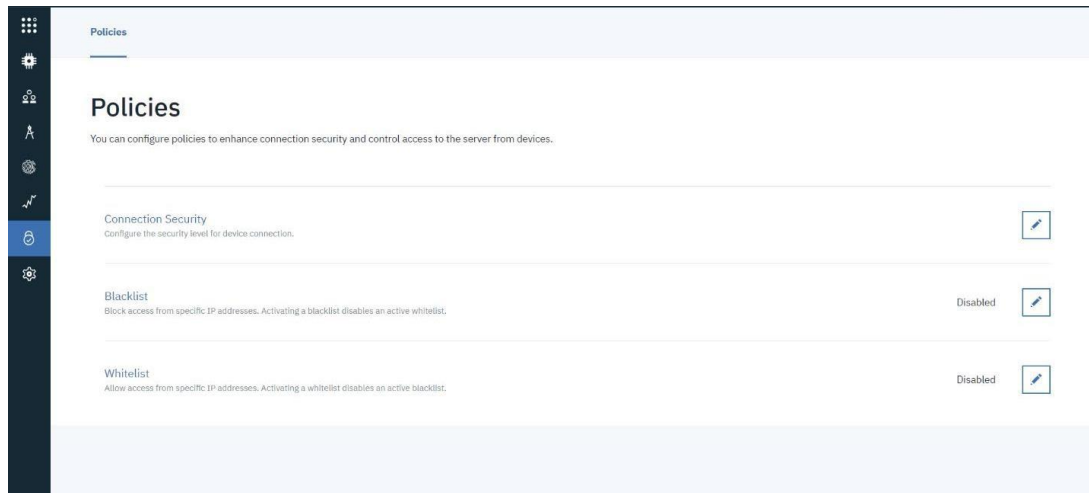 Policies
Policies
You can configure policies to enhance connection security and control access to the server from devices.
Connection Security
Configure the security level for device connection.
Blacklist
Block access from specific IP addresses. Activating a blacklist disables an active whitelist.
Disabled
Whitelist
Allow access from specific IP addresses. Activating a whitelist disables an active blacklist.
Disabled